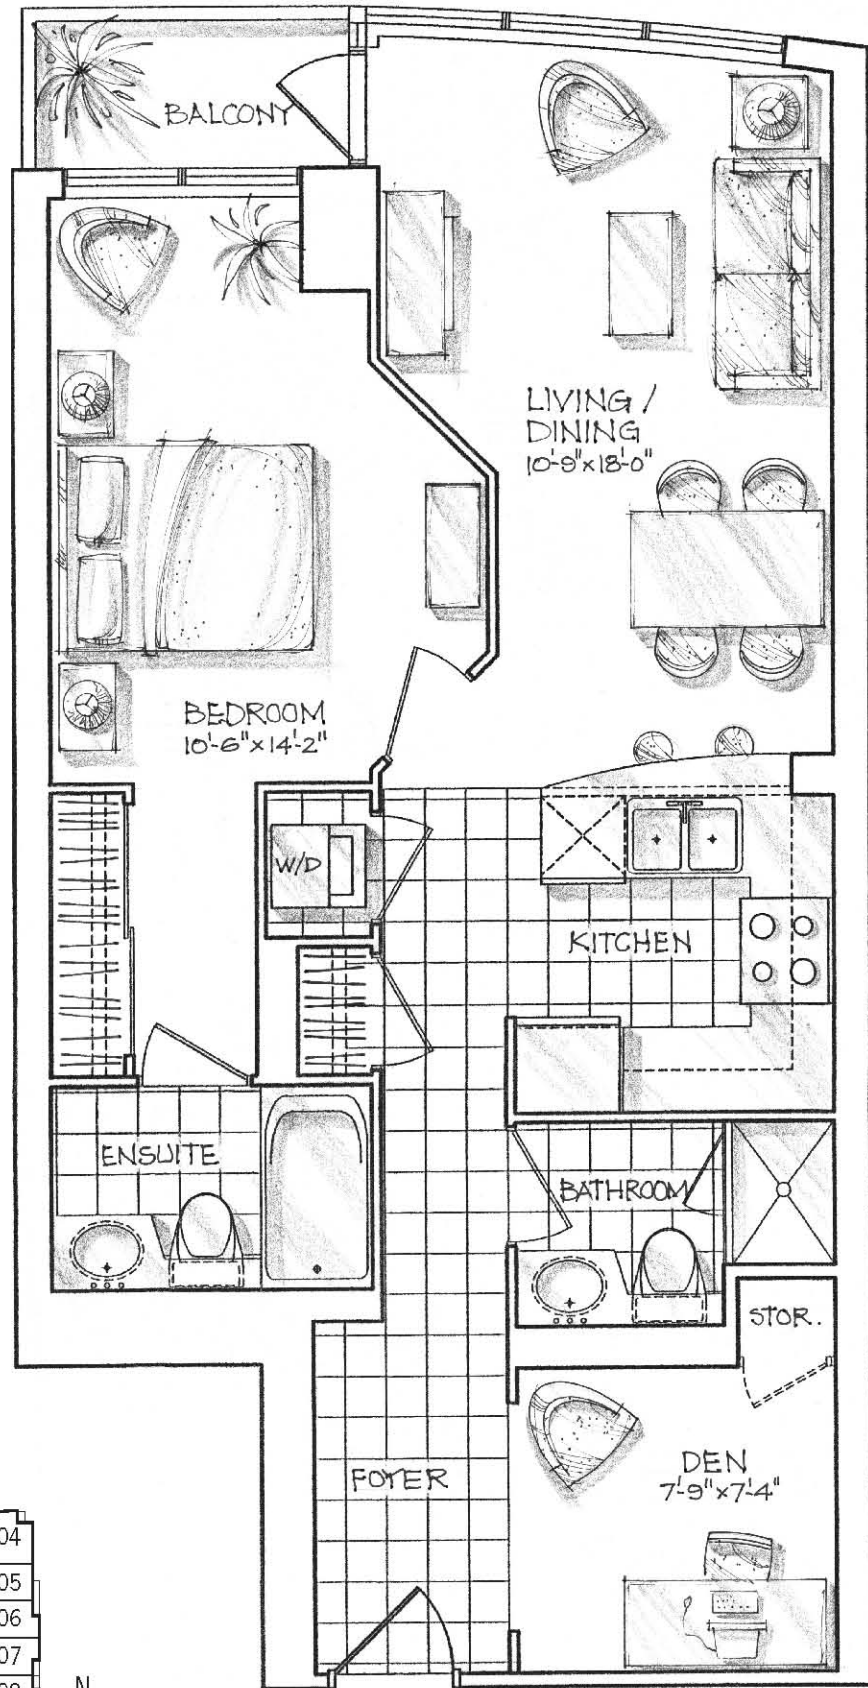 BALCONY
LIVING /
DINING
10'-9"x18'-0"
BEDROOM
10'-6"x14'-2"
W/D
KITCHEN
ENSUITE
BATHROOM
STOR.
FOYER
DEN
7'-9"x7'-4"
04
05
06
07
N